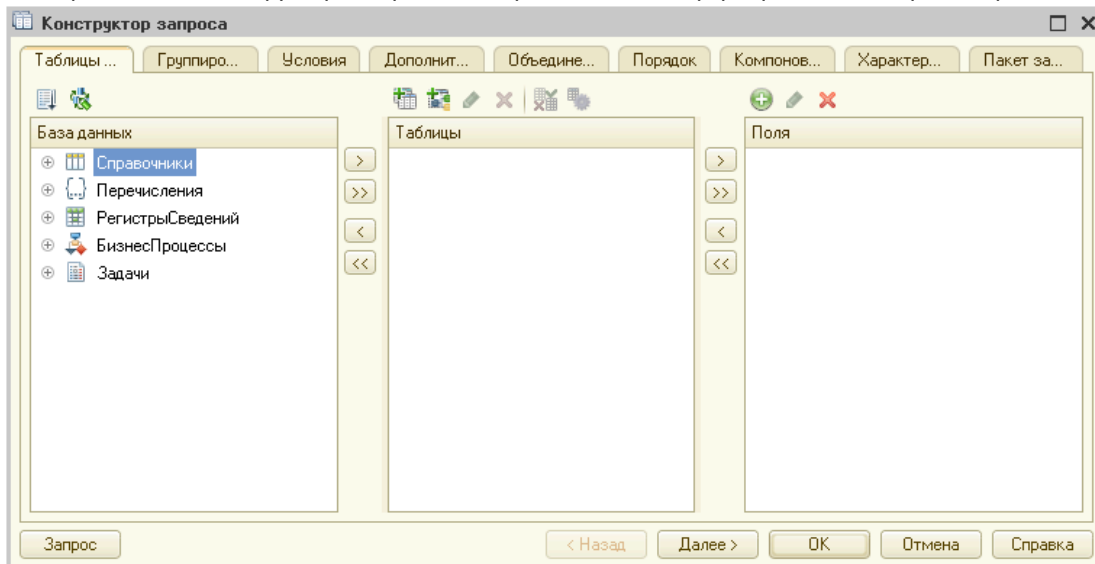 Конструктор запроса
Таблицы ... Группиро... Условия Дополнит... Объедине... Порядок Компонов... Характер... Пакет за...
База данных Таблицы Поля
Справочники > >
Перечисления >> >>
РегистрыСведений
БизнесПроцессы < <
Задачи << <<
Запрос < Назад Далее > ОК Отмена Справка